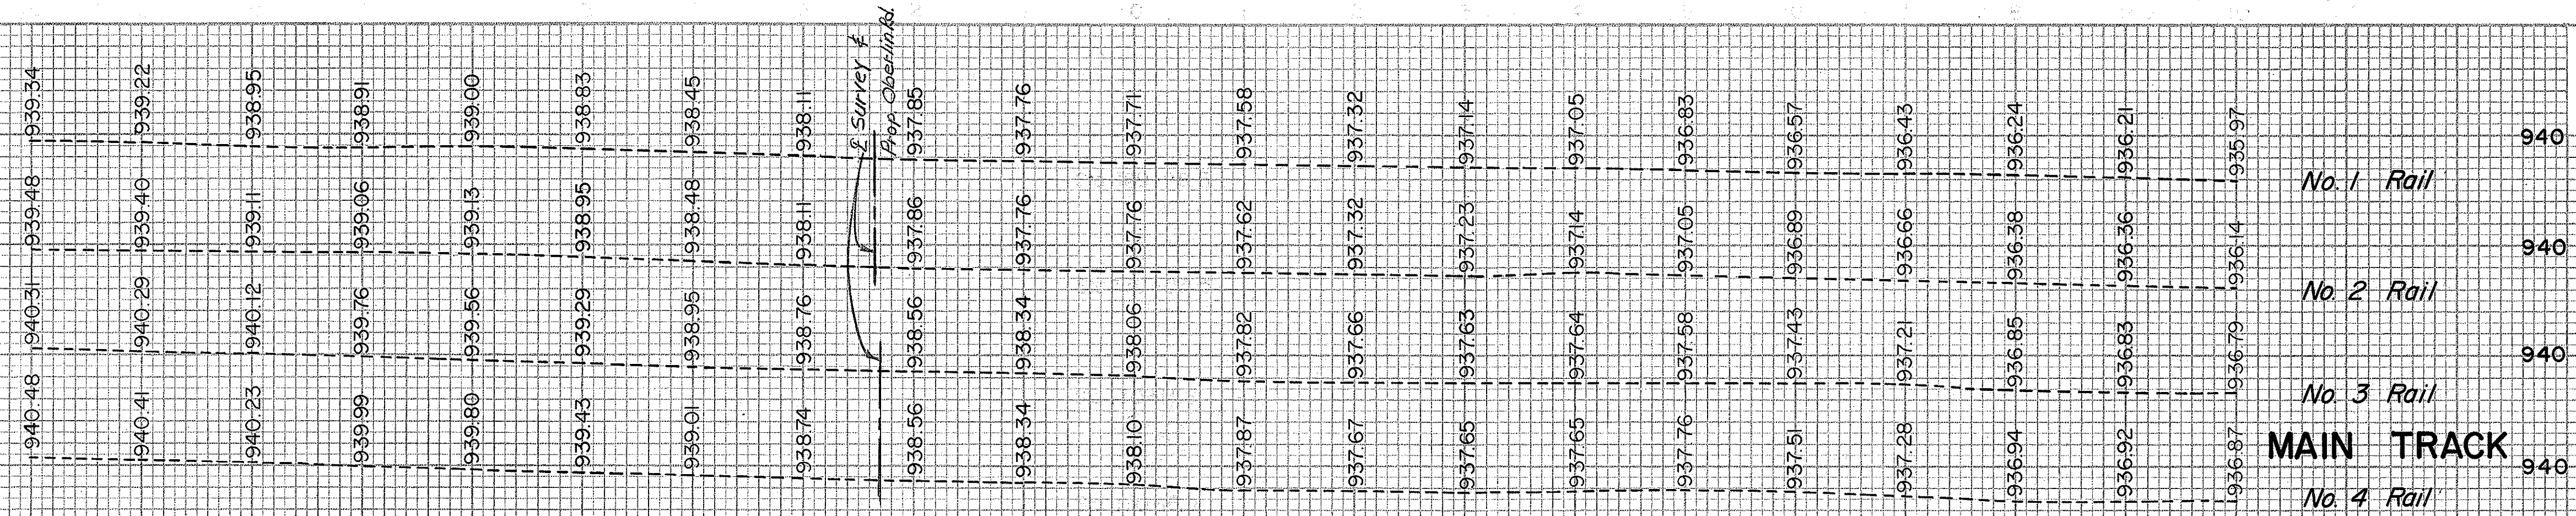 ℄ Survey &
Prop. Oberlin Rd.
939.34 939.22 938.95 938.91 939.00 938.83 938.45 938.11 937.85 937.76 937.71 937.58 937.32 937.14 937.05 936.83 936.57 936.43 936.24 936.21 935.97 940
No. 1 Rail
939.48 939.40 939.11 939.06 939.13 938.95 938.48 938.11 937.86 937.76 937.76 937.62 937.32 937.23 937.14 937.05 936.89 936.66 936.38 936.36 936.14 940
No. 2 Rail
940.31 940.29 940.12 939.76 939.56 939.29 938.95 938.76 938.56 938.34 938.06 937.82 937.66 937.63 937.64 937.58 937.43 937.21 936.85 936.83 936.79 940
No. 3 Rail
MAIN TRACK
940.48 940.41 940.23 939.99 939.80 939.43 939.01 938.74 938.56 938.34 938.10 937.87 937.67 937.65 937.65 937.76 937.51 937.28 936.94 936.92 936.87 940
No. 4 Rail